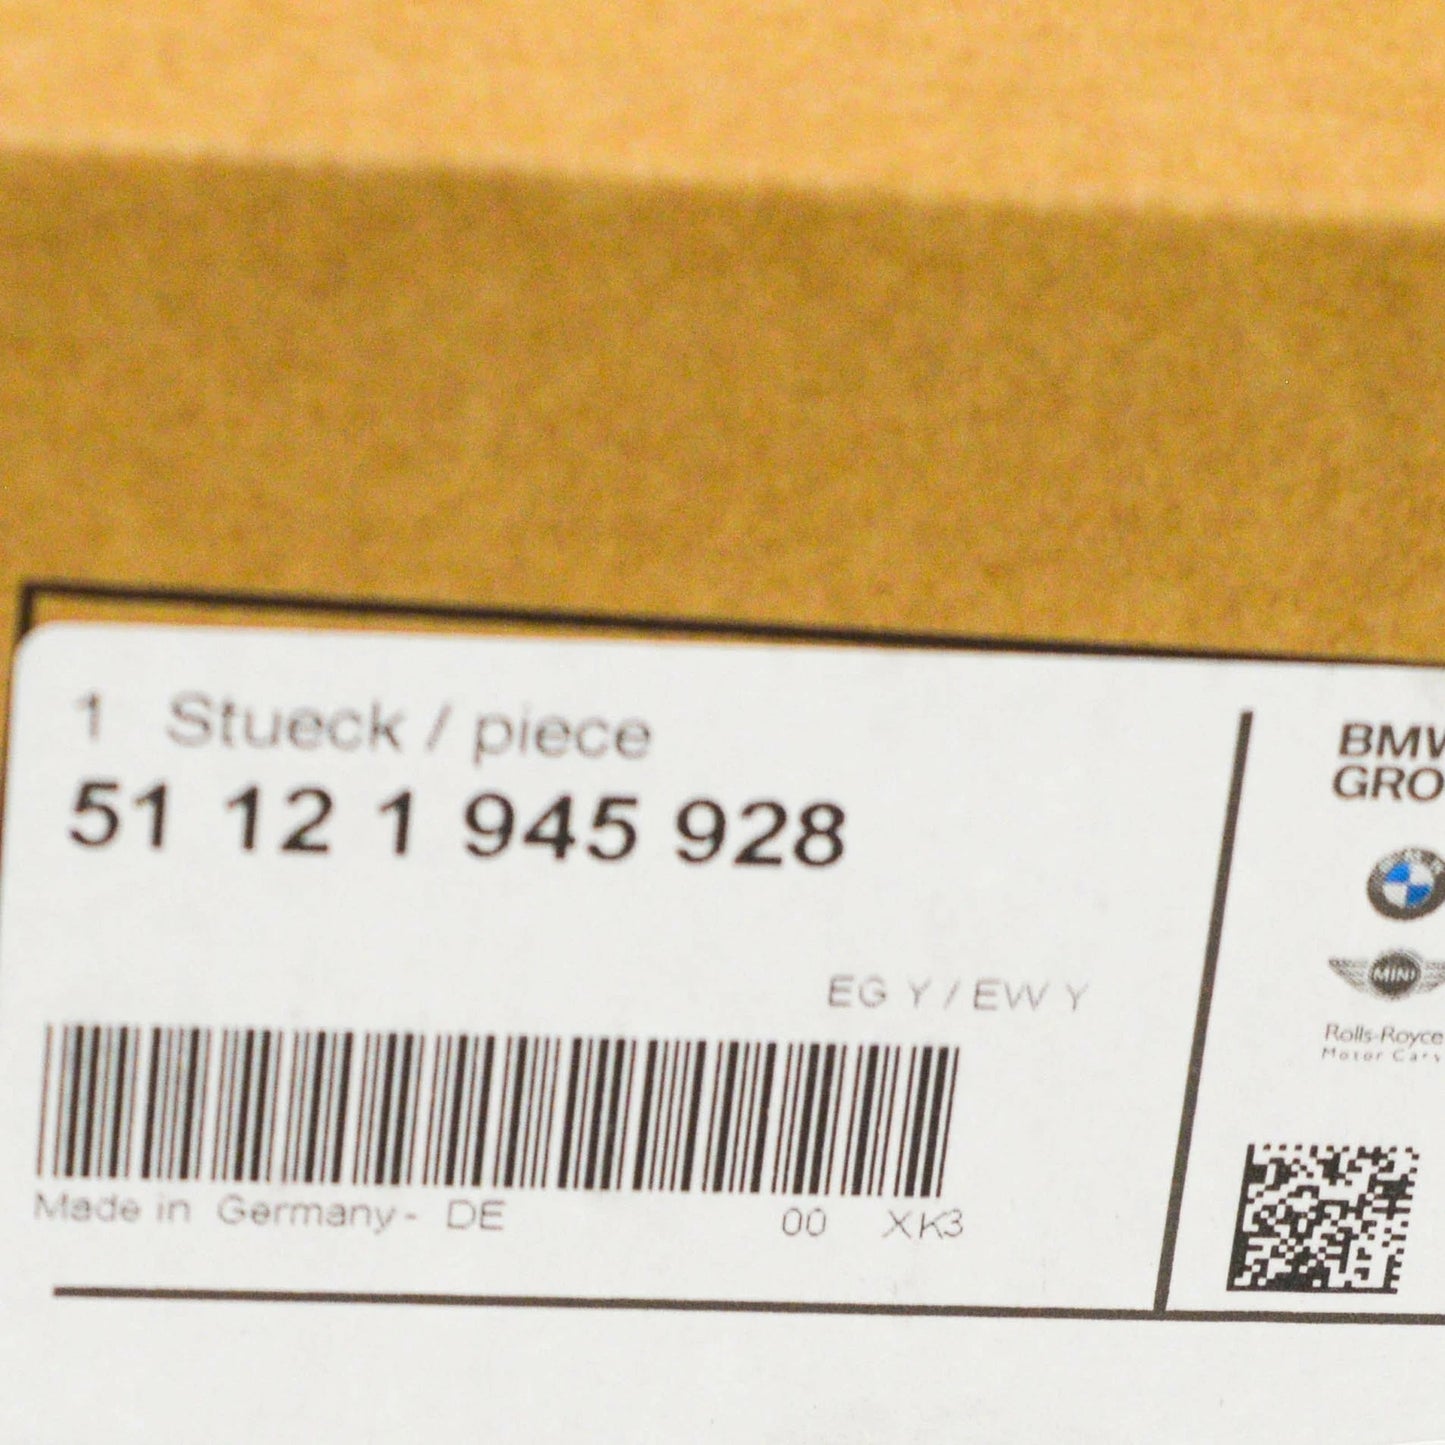 1 Stueck / piece
51 12 1 945 928
EG Y / EW Y
Made in Germany - DE 00 XK3
BMW
GRO
MINI
Rolls-Royce
Motor Cars